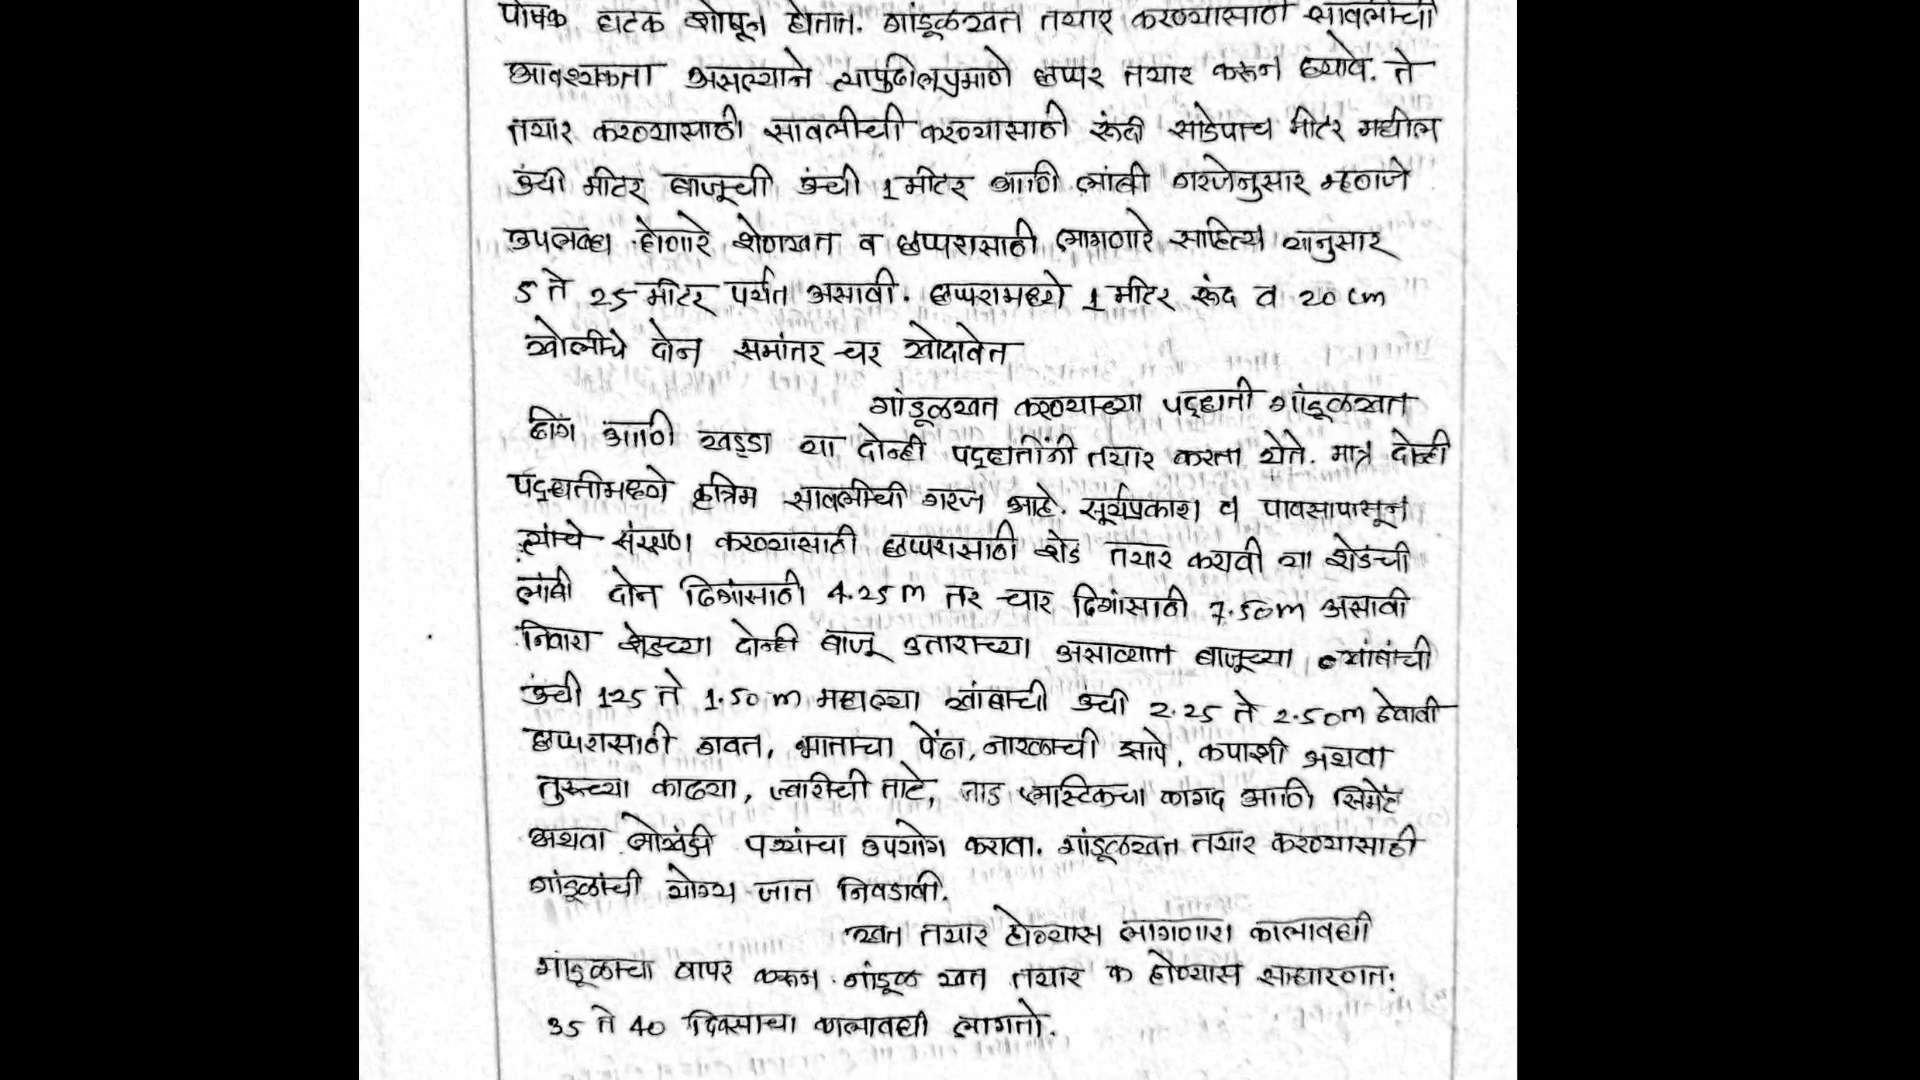 पोषक घटक शोषून घेतात. गांडूळखत तयार करण्यासाठी सावलीची
आवश्यकता असल्याने त्यापुढीलप्रमाणे छप्पर तयार करून घ्यावे. ते
तयार करण्यासाठी सावलीची करण्यासाठी रूंदी साडेपाच मीटर मधील
उंची मीटर बाजूची उंची 1 मीटर आणि लांबी गरजेनुसार म्हणजे
उपलब्ध होणारे शेणखत व छप्परासाठी लागणारे साहित्य यानुसार
5 ते 25 मीटर पर्यंत असावी. छप्परामध्ये 1 मीटर रूंद व 20 cm
खोलीचे दोन समांतर चर खोदावेत
गांडूळखत करण्याच्या पद्धती गांडूळखत
ढीग आणि खड्डा या दोन्ही पद्धतींनी तयार करता येते. मात्र दोन्ही
पद्धतीमध्ये कृत्रिम सावलीची गरज आहे. सूर्यप्रकाश व पावसापासून
त्यांचे संरक्षण करण्यासाठी छप्परासाठी शेड तयार करावी या शेडची
लांबी दोन ढिगांसाठी 4.25 m तर चार ढिगांसाठी 7.50m असावी
निवारा शेडच्या दोन्ही बाजू उताराच्या असाव्यात बाजूच्या खांबांची
उंची 1.25 ते 1.50 m मधल्या खांबाची उंची 2.25 ते 2.50m ठेवावी
छप्परासाठी गवत, भाताचा पेंढा, नारळाची झापे, कपाशी अथवा
तुरूच्या काढ्या, ज्वारीची ताटे, जाड प्लास्टिकचा कागद आणि सिमेंट
अथवा लोखंडी पत्र्यांचा उपयोग करावा. गांडूळखत तयार करण्यासाठी
गांडूळांची योग्य जात निवडावी.
खत तयार होण्यास लागणारा कालावधी
गांडूळाचा वापर करून गांडूळ खत तयार क होण्यास साधारणत:
35 ते 40 दिवसाचा कालावधी लागतो.